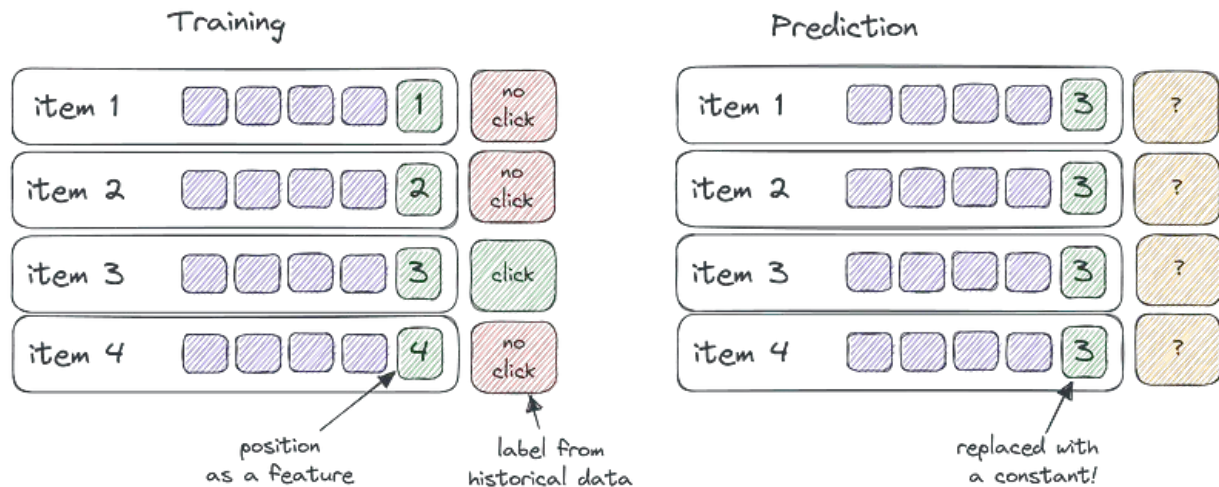 Training
item 1
1
no
click
item 2
2
no
click
item 3
3
click
item 4
4
no
click
position
as a feature
label from
historical data
Prediction
item 1
3
?
item 2
3
?
item 3
3
?
item 4
3
?
replaced with
a constant!